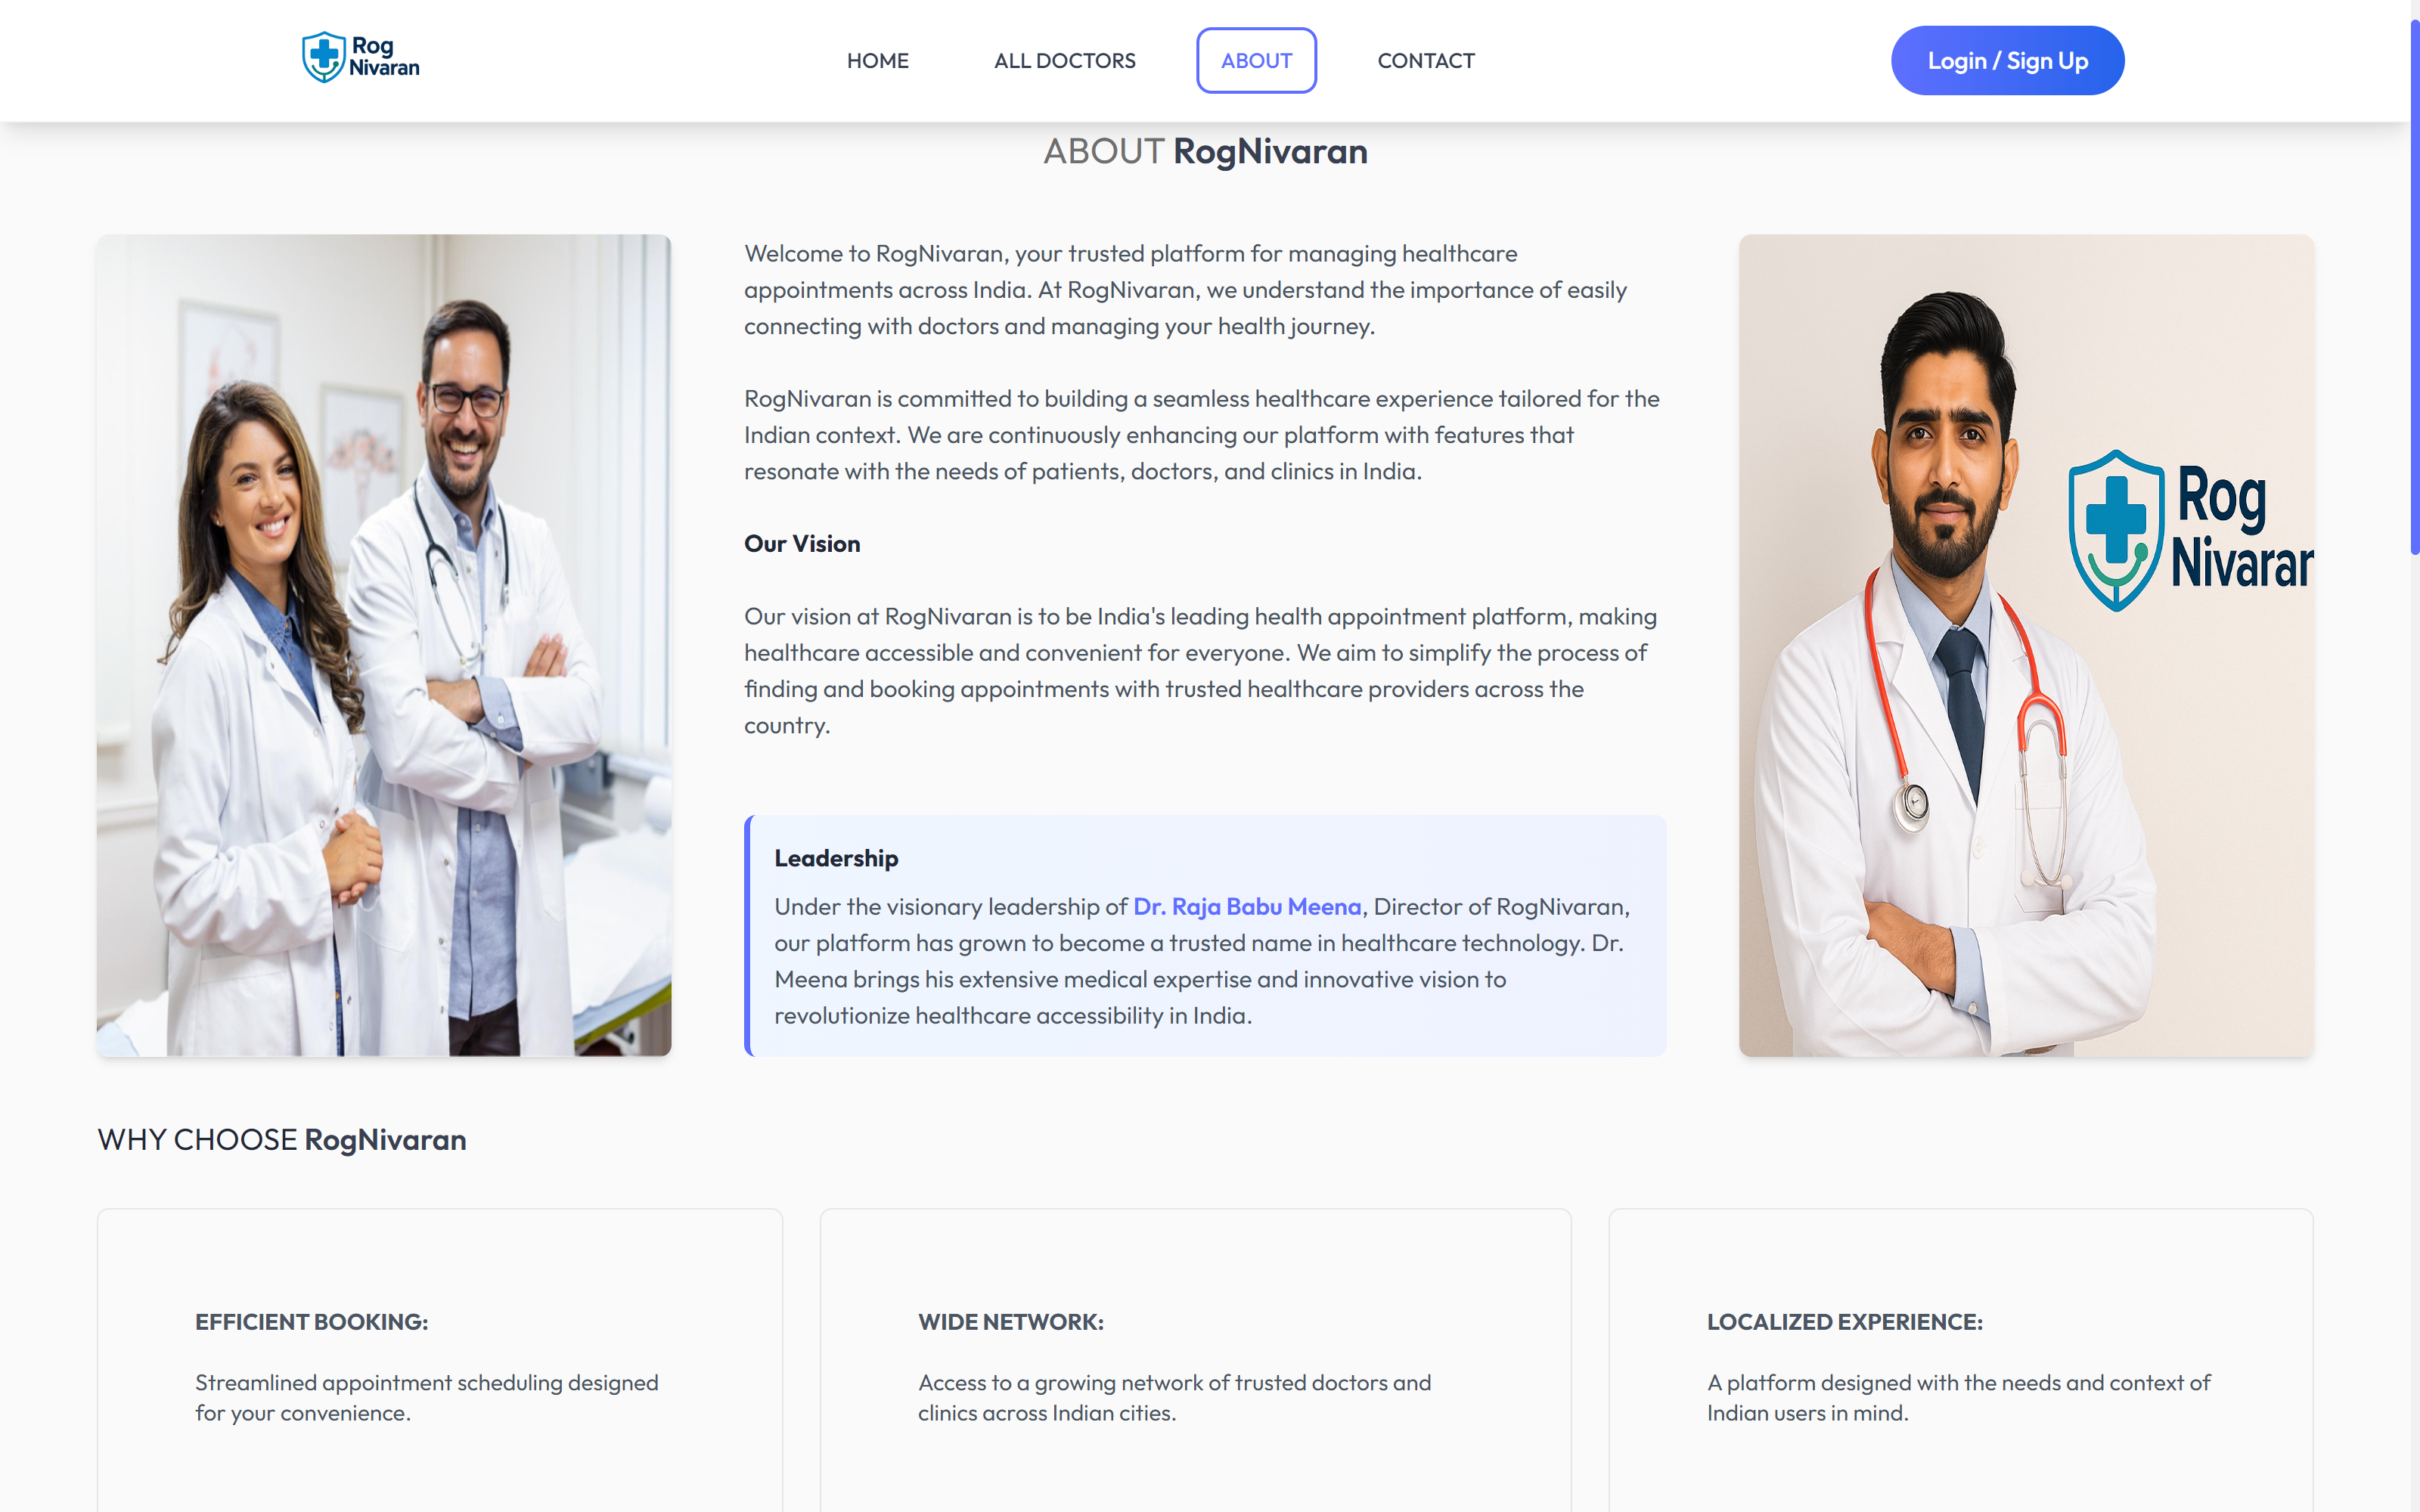 Rog
Nivaran
HOME
ALL DOCTORS
ABOUT
CONTACT
Login / Sign Up
ABOUT RogNivaran
Welcome to RogNivaran, your trusted platform for managing healthcare
appointments across India. At RogNivaran, we understand the importance of easily
connecting with doctors and managing your health journey.
RogNivaran is committed to building a seamless healthcare experience tailored for the
Indian context. We are continuously enhancing our platform with features that
resonate with the needs of patients, doctors, and clinics in India.
Our Vision
Our vision at RogNivaran is to be India's leading health appointment platform, making
healthcare accessible and convenient for everyone. We aim to simplify the process of
finding and booking appointments with trusted healthcare providers across the
country.
Leadership
Under the visionary leadership of Dr. Raja Babu Meena, Director of RogNivaran,
our platform has grown to become a trusted name in healthcare technology. Dr.
Meena brings his extensive medical expertise and innovative vision to
revolutionize healthcare accessibility in India.
Rog
Nivaran
WHY CHOOSE RogNivaran
EFFICIENT BOOKING:
Streamlined appointment scheduling designed
for your convenience.
WIDE NETWORK:
Access to a growing network of trusted doctors and
clinics across Indian cities.
LOCALIZED EXPERIENCE:
A platform designed with the needs and context of
Indian users in mind.